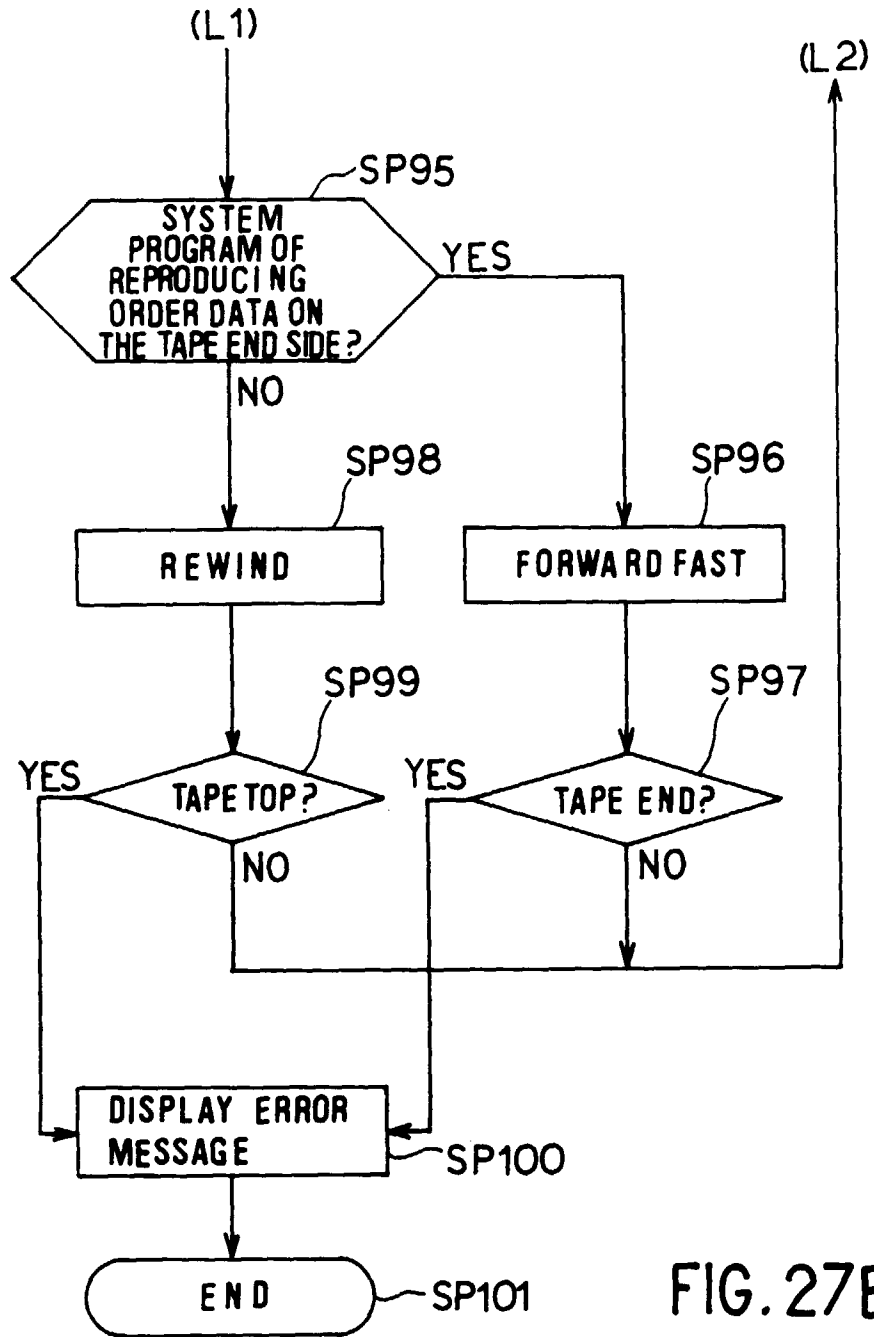 (L1)
(L2)
SP95
SYSTEM
PROGRAM OF
REPRODUCING
ORDER DATA ON
THE TAPE END SIDE?
YES
NO
SP98
SP96
REWIND
FORWARD FAST
SP99
SP97
YES
TAPE TOP?
YES
TAPE END?
NO
NO
DISPLAY ERROR
MESSAGE
SP100
END
SP101
FIG. 27B